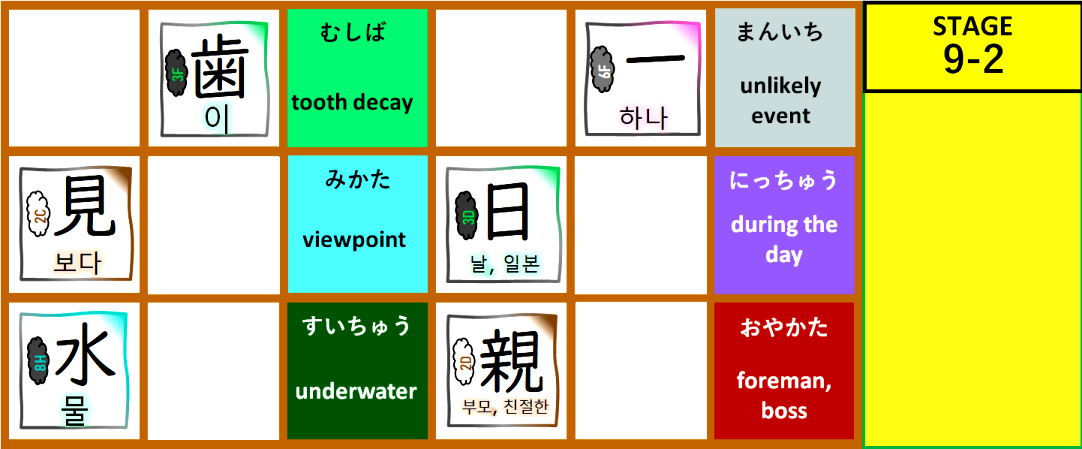 歯
3F
이
むしば
tooth decay
一
6F
하나
まんいち
unlikely
event
STAGE
9-2
見
2C
보다
みかた
viewpoint
日
3D
날, 일본
にっちゅう
during the
day
水
8H
물
すいちゅう
underwater
親
2D
부모, 친절한
おやかた
foreman,
boss